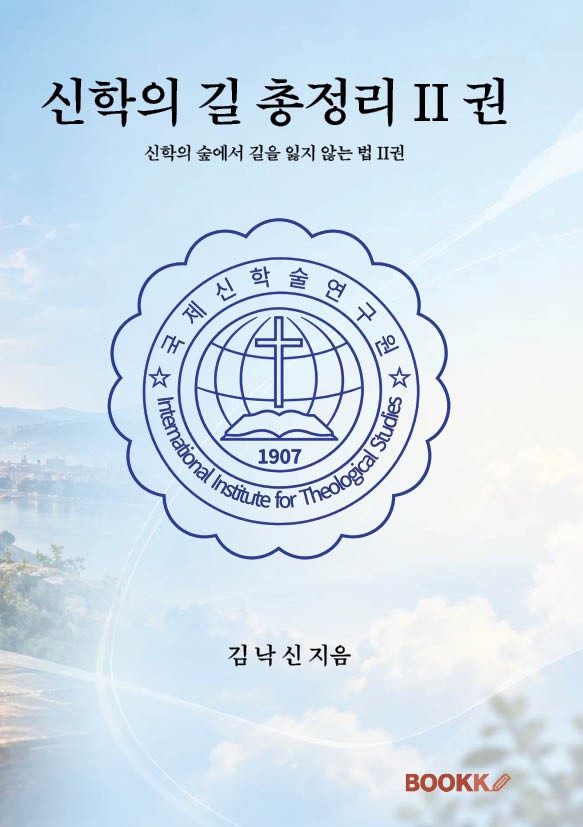 신학의 길 총정리 II 권
신학의 숲에서 길을 잃지 않는 법 II권
국제신학술연구원
1907
International Institute for Theological Studies
김 낙 신 지음
BOOKK